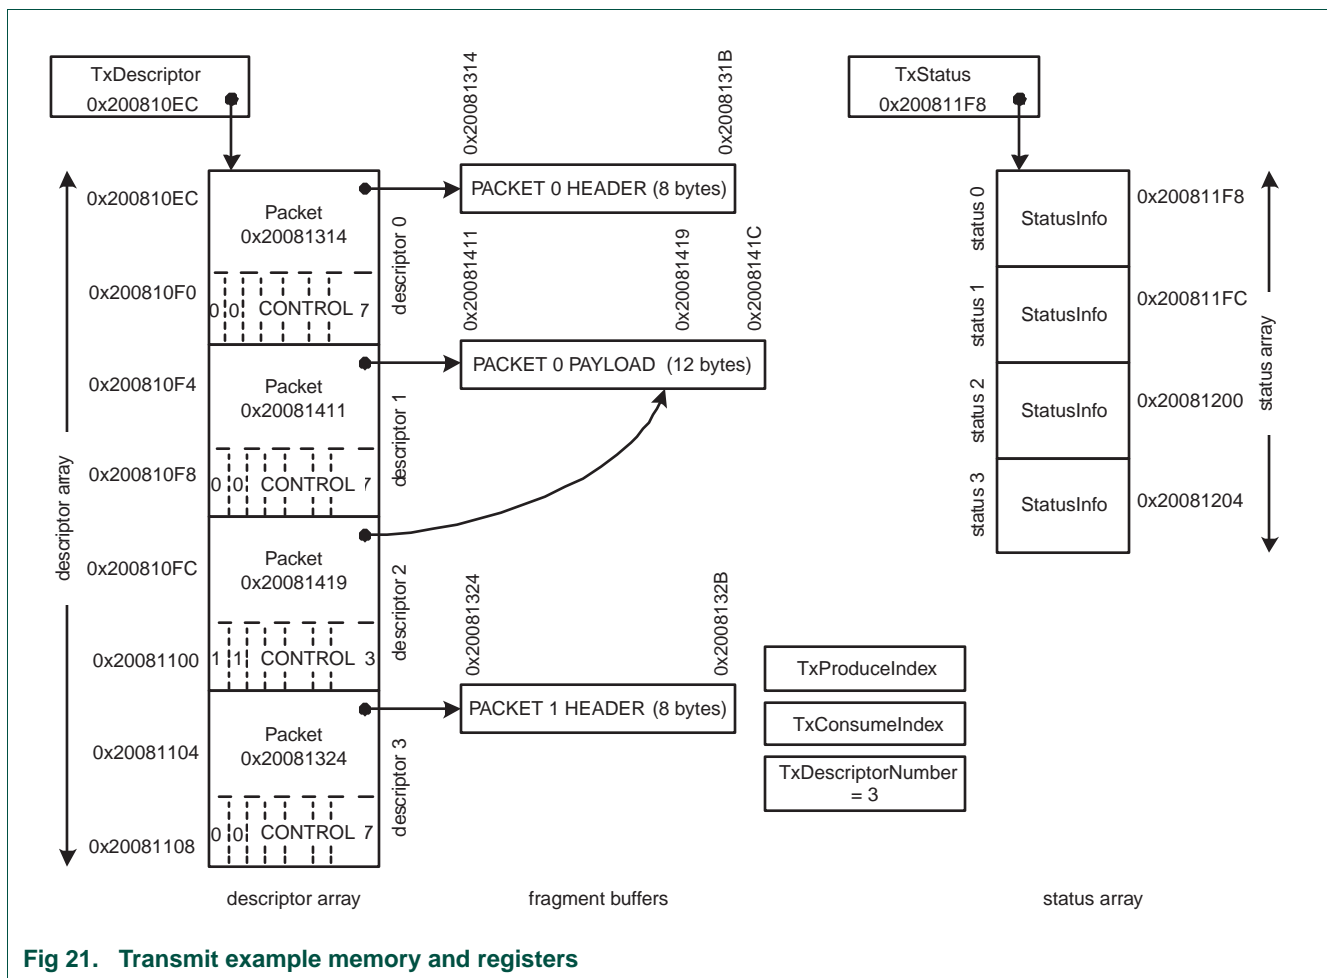 TxDescriptor
0x200810EC
0x20081314
0x2008131B
TxStatus
0x200811F8
0x200810EC
Packet
0x20081314
descriptor 0
PACKET 0 HEADER (8 bytes)
0x200810F0
0 0 CONTROL 7
0x20081411
0x20081419
0x2008141C
0x200810F4
Packet
0x20081411
descriptor 1
PACKET 0 PAYLOAD (12 bytes)
0x200810F8
0 0 CONTROL 7
descriptor array
0x200810FC
Packet
0x20081419
descriptor 2
0x20081100
1 1 CONTROL 3
0x20081324
0x2008132B
0x20081104
Packet
0x20081324
descriptor 3
PACKET 1 HEADER (8 bytes)
0x20081108
0 0 CONTROL 7
status 0
StatusInfo
0x200811F8
status 1
StatusInfo
0x200811FC
status 2
StatusInfo
0x20081200
status 3
StatusInfo
0x20081204
status array
TxProduceIndex
TxConsumeIndex
TxDescriptorNumber
= 3
descriptor array
fragment buffers
status array
Fig 21. Transmit example memory and registers